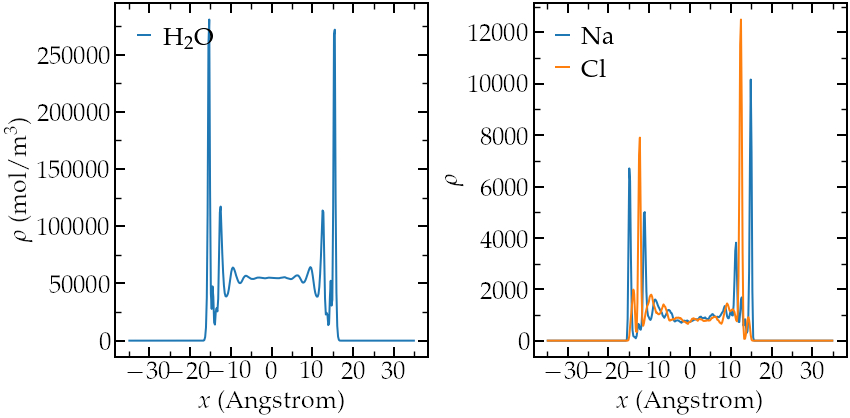 H₂O
250000
200000
150000
100000
50000
0
ρ (mol/m³)
−30 −20 −10 0 10 20 30
x (Angstrom)
Na
Cl
12000
10000
8000
6000
4000
2000
0
ρ
−30 −20 −10 0 10 20 30
x (Angstrom)